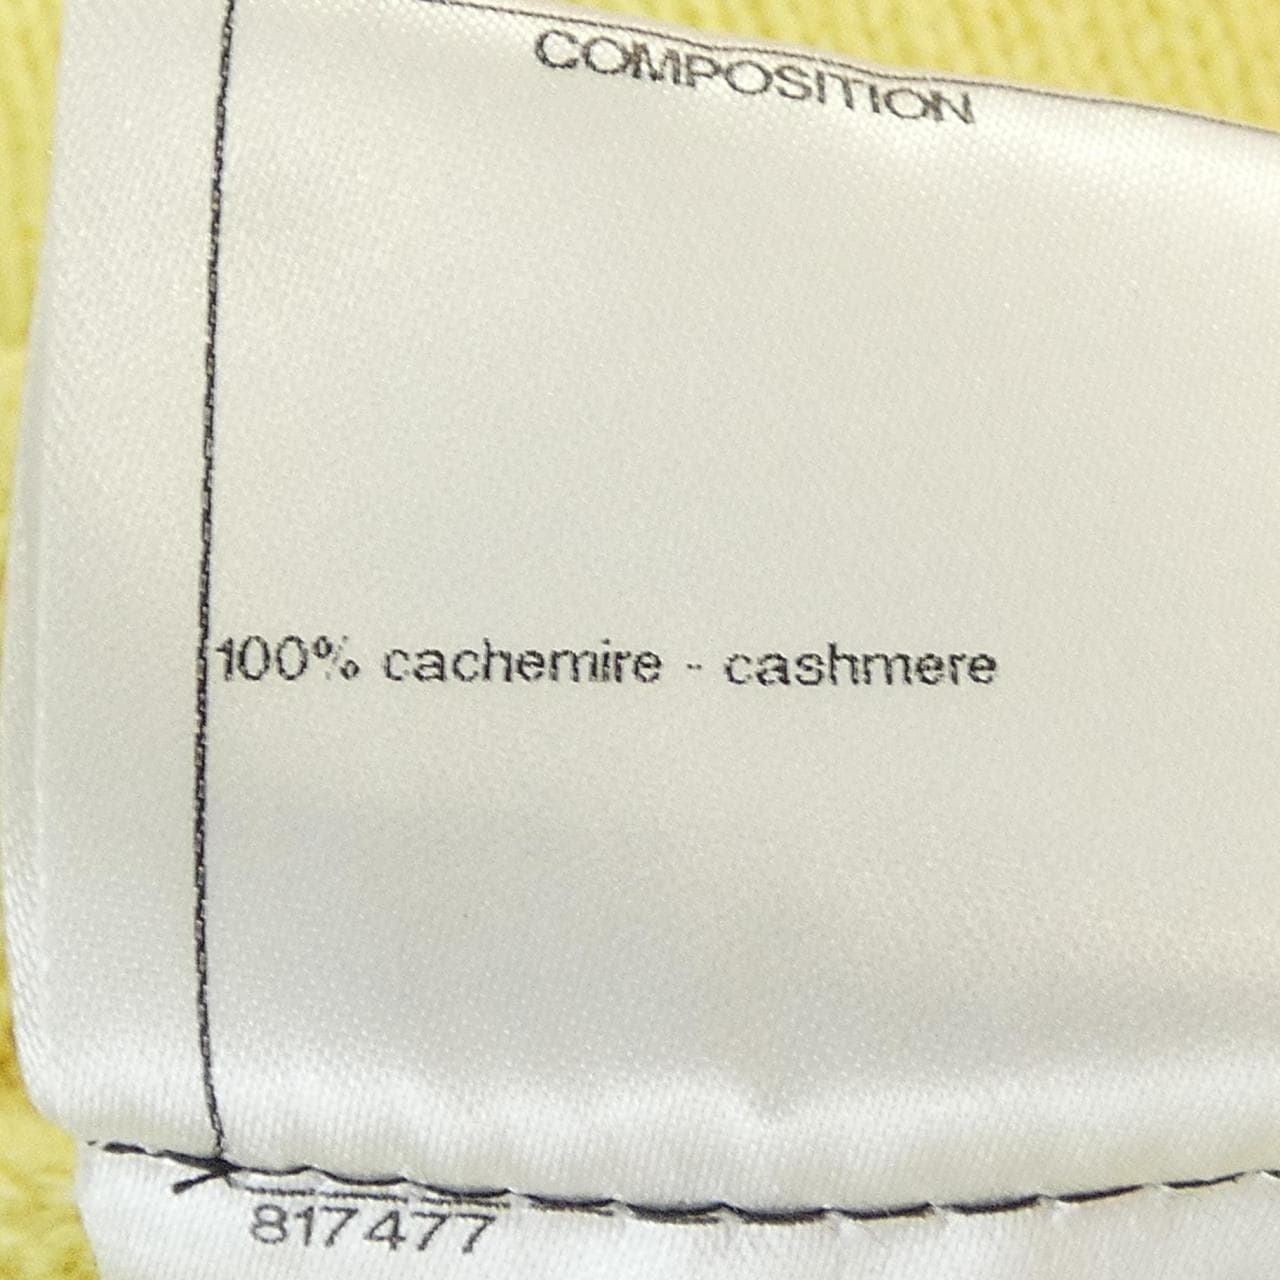 COMPOSITION
100% cachemire - cashmere
817477